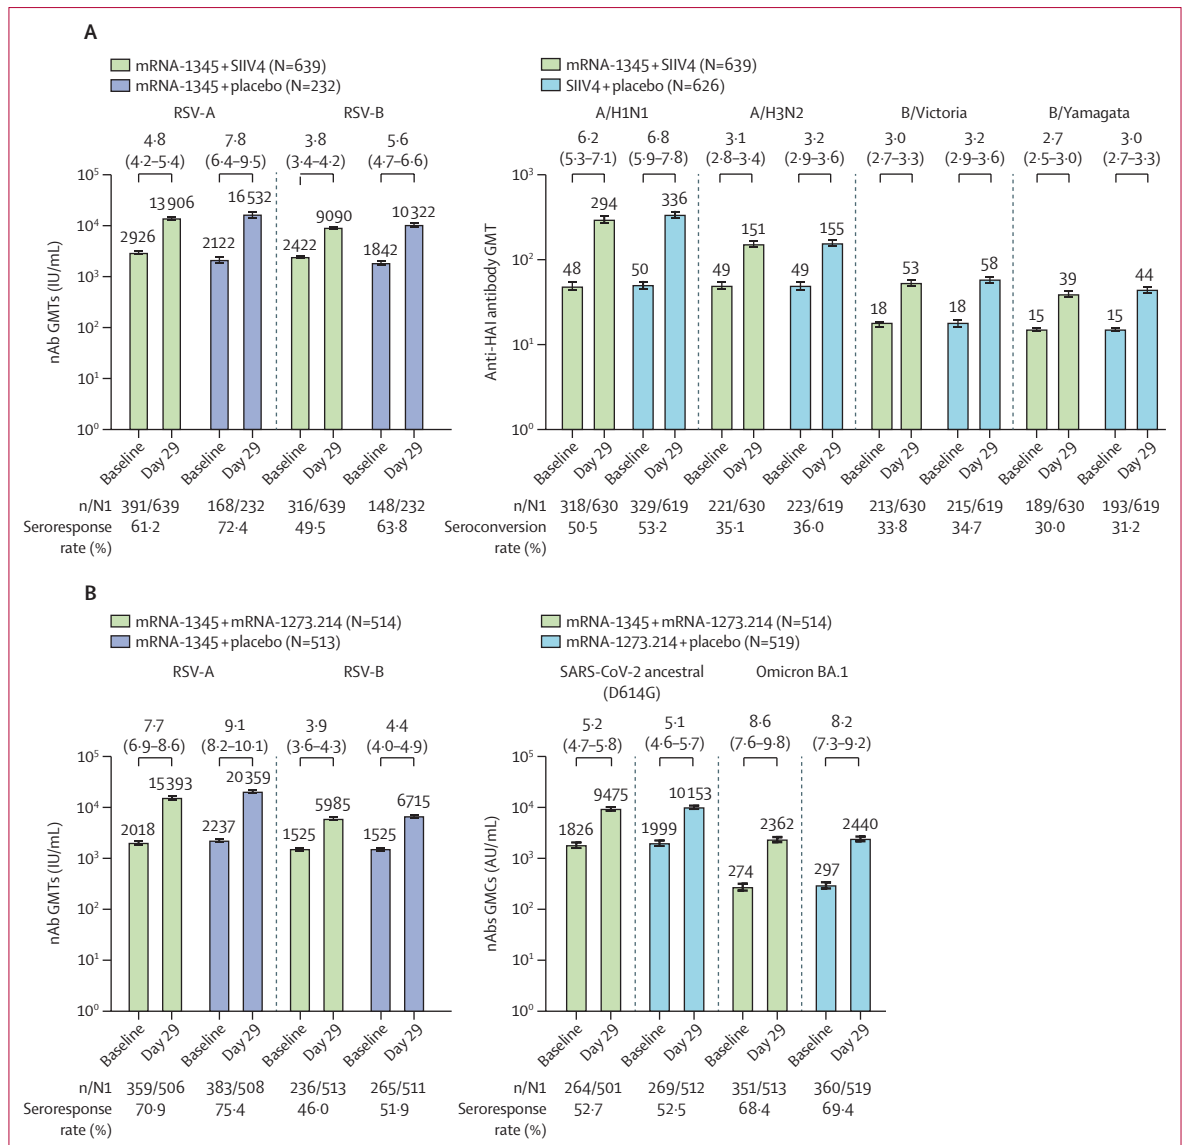 A
mRNA-1345+SIIV4 (N=639)
mRNA-1345+placebo (N=232)
RSV-A RSV-B
4·8 7·8 3·8 5·6
(4·2–5·4) (6·4–9·5) (3·4–4·2) (4·7–6·6)
10⁵
10⁴
10³
10²
10¹
10⁰
nAb GMTs (IU/mL)
2926 13 906 2122 16 532 2422 9090 1842 10 322
Baseline Day 29 Baseline Day 29 Baseline Day 29 Baseline Day 29
n/N1 391/639 168/232 316/639 148/232
Seroresponse 61·2 72·4 49·5 63·8
rate (%)
mRNA-1345+SIIV4 (N=639)
SIIV4+placebo (N=626)
A/H1N1 A/H3N2 B/Victoria B/Yamagata
6·2 6·8 3·1 3·2 3·0 3·2 2·7 3·0
(5·3–7·1) (5·9–7·8) (2·8–3·4) (2·9–3·6) (2·7–3·3) (2·9–3·6) (2·5–3·0) (2·7–3·3)
10³
10²
10¹
10⁰
Anti-HAI antibody GMT
48 294 50 336 49 151 49 155 18 53 18 58 15 39 15 44
Baseline Day 29 Baseline Day 29 Baseline Day 29 Baseline Day 29 Baseline Day 29 Baseline Day 29 Baseline Day 29 Baseline Day 29
n/N1 318/630 329/619 221/630 223/619 213/630 215/619 189/630 193/619
Seroconversion 50·5 53·2 35·1 36·0 33·8 34·7 30·0 31·2
rate (%)
B
mRNA-1345+mRNA-1273.214 (N=514)
mRNA-1345+placebo (N=513)
RSV-A RSV-B
7·7 9·1 3·9 4·4
(6·9–8·6) (8·2–10·1) (3·6–4·3) (4·0–4·9)
10⁵
10⁴
10³
10²
10¹
10⁰
nAb GMTs (IU/mL)
2018 15 393 2237 20 359 1525 5985 1525 6715
Baseline Day 29 Baseline Day 29 Baseline Day 29 Baseline Day 29
n/N1 359/506 383/508 236/513 265/511
Seroresponse 70·9 75·4 46·0 51·9
rate (%)
mRNA-1345+mRNA-1273.214 (N=514)
mRNA-1273.214+placebo (N=519)
SARS-CoV-2 ancestral Omicron BA.1
(D614G)
5·2 5·1 8·6 8·2
(4·7–5·8) (4·6–5·7) (7·6–9·8) (7·3–9·2)
10⁵
10⁴
10³
10²
10¹
10⁰
nAbs GMCs (AU/mL)
1826 9475 1999 10 153 274 2362 297 2440
Baseline Day 29 Baseline Day 29 Baseline Day 29 Baseline Day 29
n/N1 264/501 269/512 351/513 360/519
Seroresponse 52·7 52·5 68·4 69·4
rate (%)